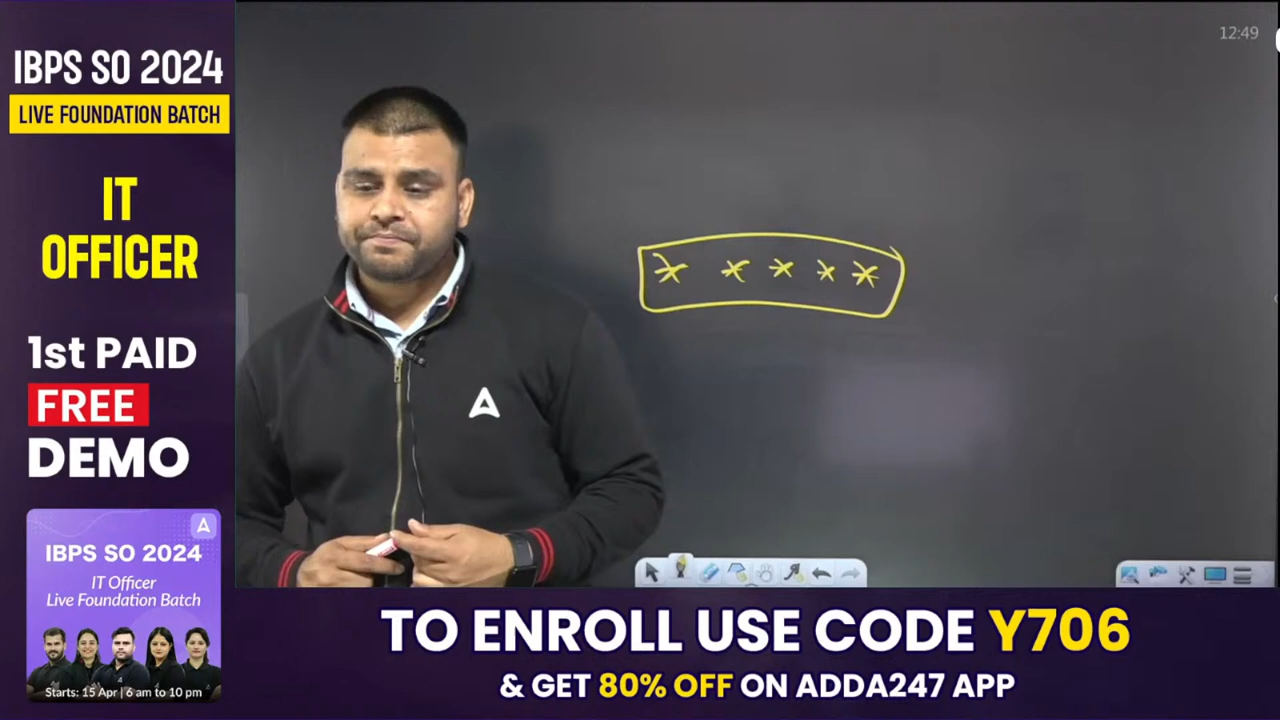 IBPS SO 2024
LIVE FOUNDATION BATCH
IT
OFFICER
1st PAID
FREE
DEMO
IBPS SO 2024
IT Officer
Live Foundation Batch
Starts: 15 Apr | 6 am to 10 pm
12:49
* * * * *
TO ENROLL USE CODE Y706
& GET 80% OFF ON ADDA247 APP